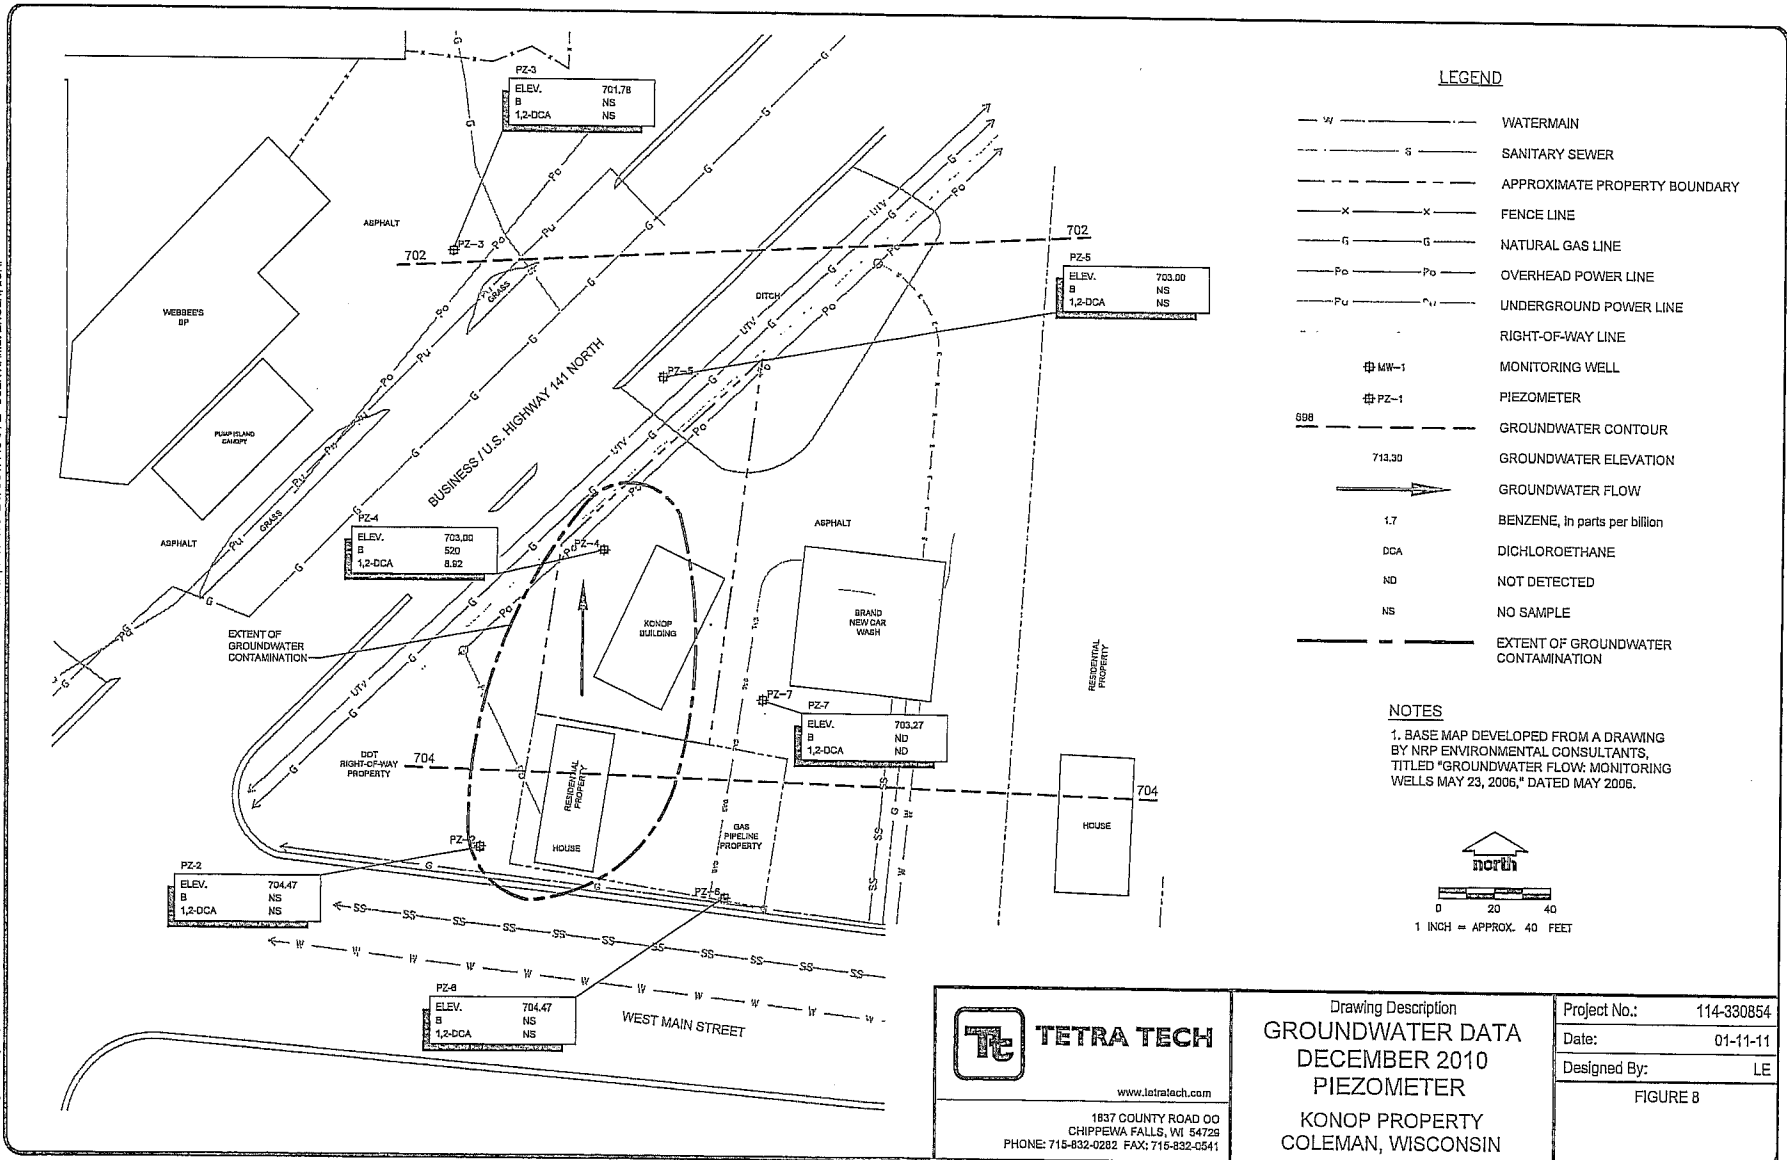 PZ-3
ELEV. 701.78
B NS
1,2-DCA NS
ASPHALT
PZ-3
702
702
PZ-5
ELEV. 703.00
B NS
1,2-DCA NS
WEBBEE'S
BP
GRASS
DITCH
PZ-5
BUSINESS / U.S. HIGHWAY 141 NORTH
PUMP ISLAND
CANOPY
GRASS
ASPHALT
ASPHALT
PZ-4
ELEV. 703.00
B 520
1,2-DCA 8.92
PZ-4
KONOP
BUILDING
BRAND
NEW CAR
WASH
EXTENT OF
GROUNDWATER
CONTAMINATION
RESIDENTIAL
PROPERTY
PZ-7
PZ-7
ELEV. 703.27
B ND
1,2-DCA ND
DOT
RIGHT-OF-WAY
PROPERTY
704
704
RESIDENTIAL
PROPERTY
HOUSE
GAS
PIPELINE
PROPERTY
HOUSE
PZ-2
PZ-2
ELEV. 704.47
B NS
1,2-DCA NS
PZ-6
PZ-6
ELEV. 704.47
B NS
1,2-DCA NS
WEST MAIN STREET
LEGEND
W WATERMAIN
S SANITARY SEWER
APPROXIMATE PROPERTY BOUNDARY
X X FENCE LINE
G G NATURAL GAS LINE
Po Po OVERHEAD POWER LINE
Pu Pu UNDERGROUND POWER LINE
RIGHT-OF-WAY LINE
MW-1 MONITORING WELL
PZ-1 PIEZOMETER
698 GROUNDWATER CONTOUR
713.30 GROUNDWATER ELEVATION
GROUNDWATER FLOW
1.7 BENZENE, in parts per billion
DCA DICHLOROETHANE
ND NOT DETECTED
NS NO SAMPLE
EXTENT OF GROUNDWATER
CONTAMINATION
NOTES
1. BASE MAP DEVELOPED FROM A DRAWING
BY NRP ENVIRONMENTAL CONSULTANTS,
TITLED "GROUNDWATER FLOW: MONITORING
WELLS MAY 23, 2006," DATED MAY 2006.
north
0 20 40
1 INCH = APPROX. 40 FEET
Tt TETRA TECH
www.tetratech.com
1837 COUNTY ROAD OO
CHIPPEWA FALLS, WI 54729
PHONE: 715-832-0282 FAX: 715-832-0541
Drawing Description
GROUNDWATER DATA
DECEMBER 2010
PIEZOMETER
KONOP PROPERTY
COLEMAN, WISCONSIN
Project No.: 114-330854
Date: 01-11-11
Designed By: LE
FIGURE 8